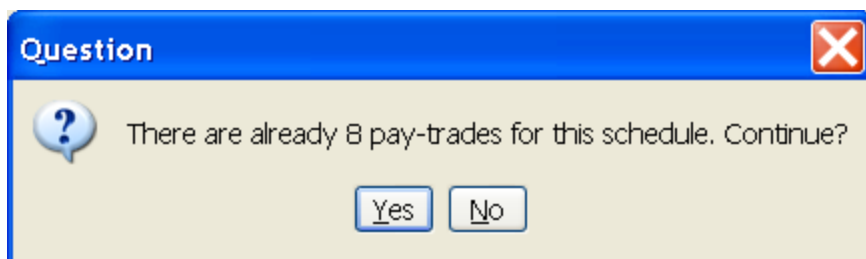 Question
There are already 8 pay-trades for this schedule. Continue?
Yes No